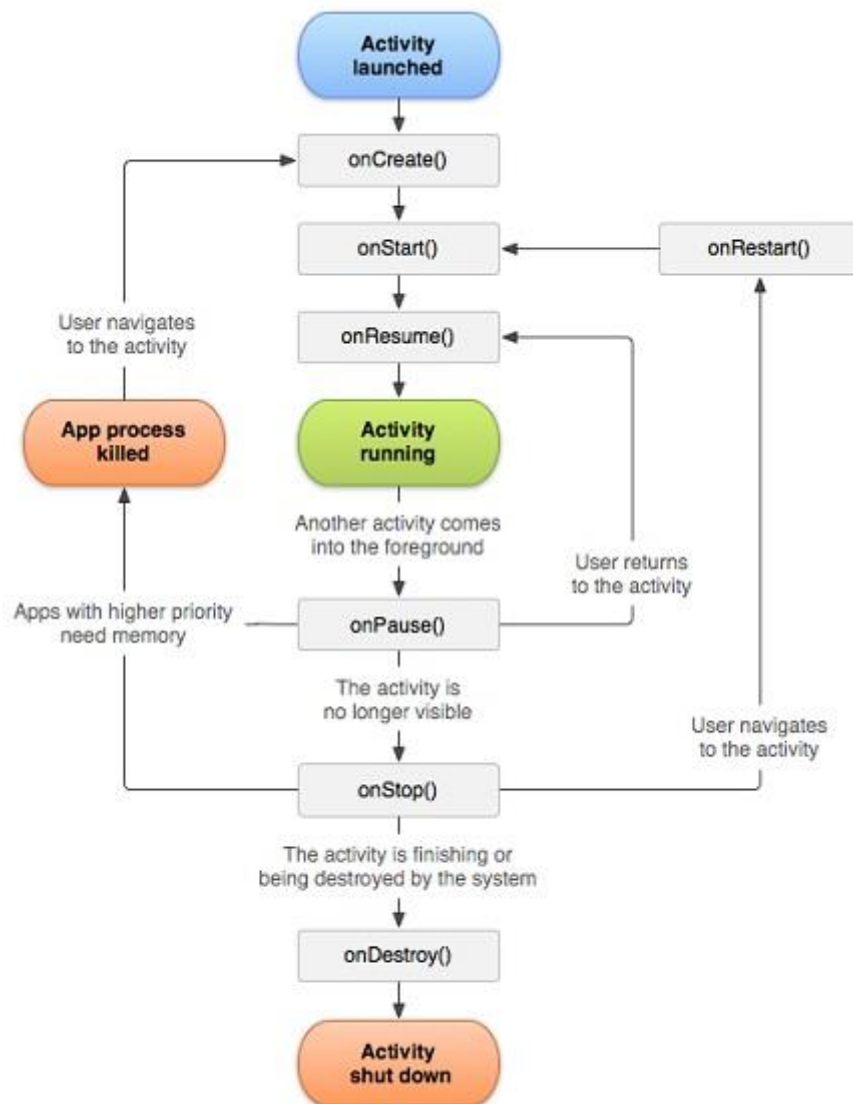 Activity
launched
onCreate()
onStart()
onRestart()
User navigates
to the activity
onResume()
App process
killed
Activity
running
Another activity comes
into the foreground
User returns
to the activity
Apps with higher priority
need memory
onPause()
The activity is
no longer visible
User navigates
to the activity
onStop()
The activity is finishing or
being destroyed by the system
onDestroy()
Activity
shut down